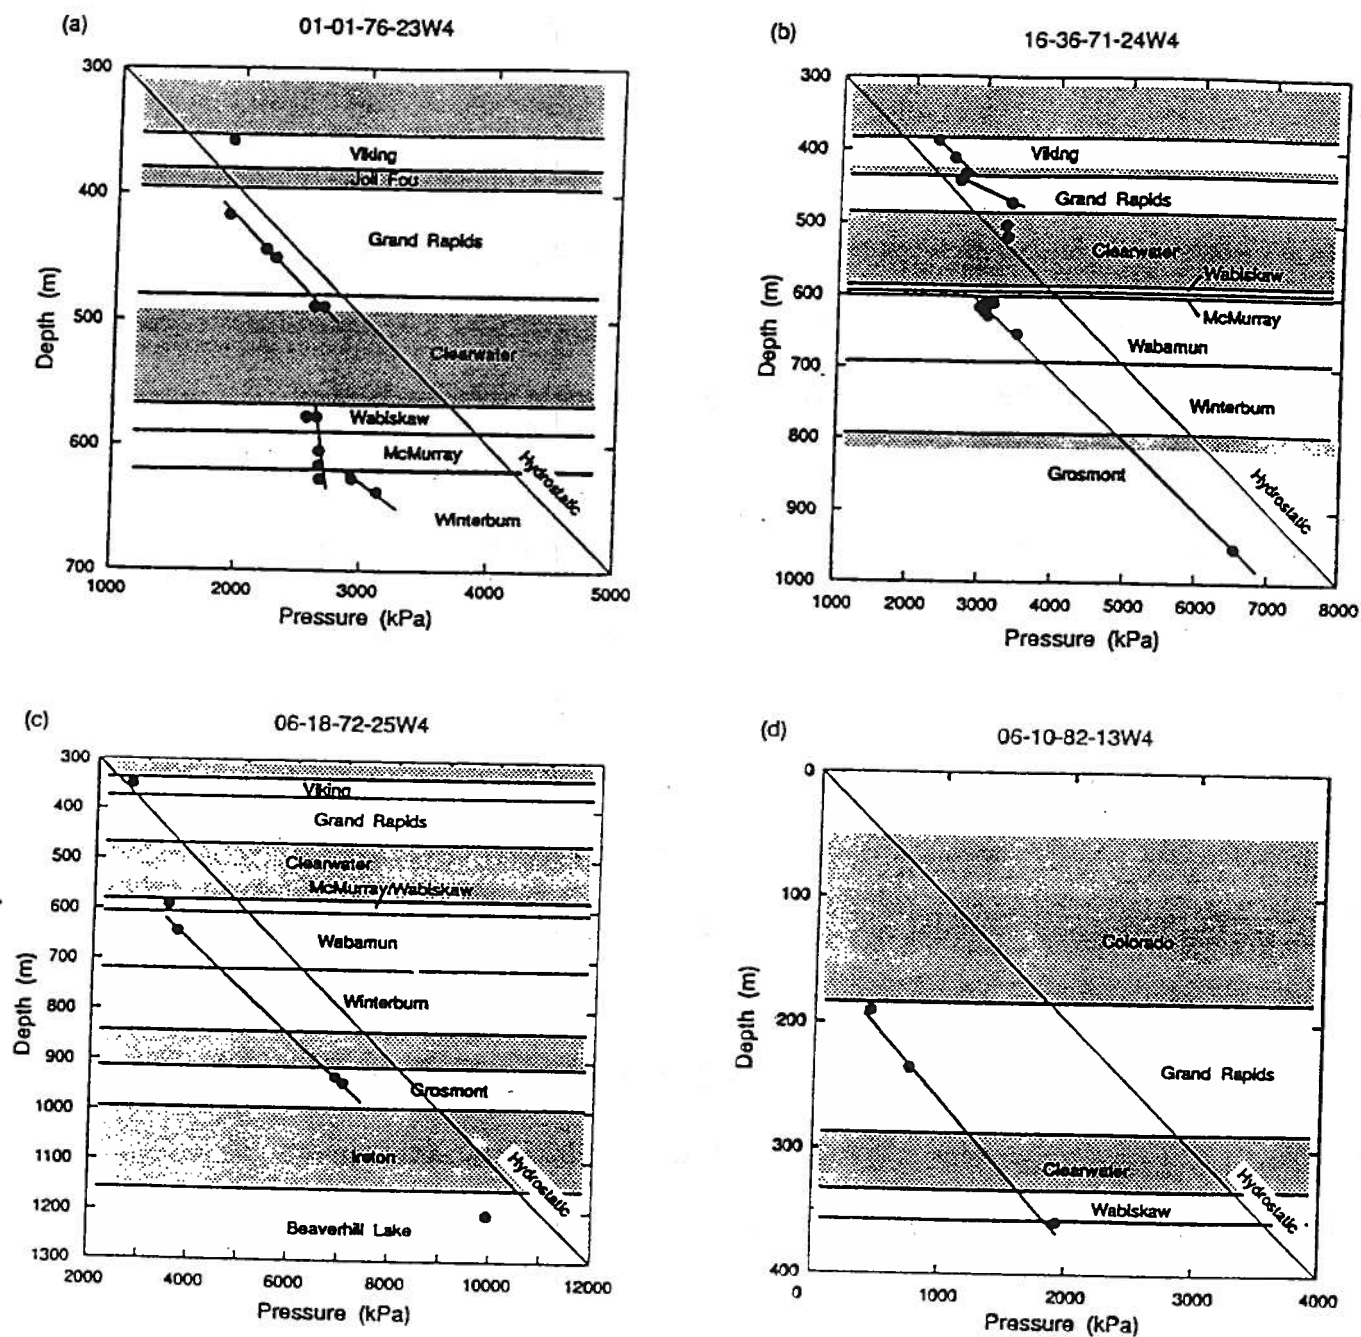 (a)
01-01-76-23W4
300
400
500
600
700
Depth (m)
Viking
Joli Fou
Grand Rapids
Clearwater
Wabiskaw
McMurray
Winterburn
Hydrostatic
1000 2000 3000 4000 5000
Pressure (kPa)
(b)
16-36-71-24W4
300
400
500
600
700
800
900
1000
Depth (m)
Viking
Grand Rapids
Clearwater
Wabiskaw
McMurray
Wabamun
Winterburn
Grosmont
Hydrostatic
1000 2000 3000 4000 5000 6000 7000 8000
Pressure (kPa)
(c)
06-18-72-25W4
300
400
500
600
700
800
900
1000
1100
1200
1300
Depth (m)
Viking
Grand Rapids
Clearwater
McMurray/Wabiskaw
Wabamun
Winterburn
Grosmont
Ireton
Beaverhill Lake
Hydrostatic
2000 4000 6000 8000 10000 12000
Pressure (kPa)
(d)
06-10-82-13W4
0
100
200
300
400
Depth (m)
Colorado
Grand Rapids
Clearwater
Wabiskaw
Hydrostatic
0 1000 2000 3000 4000
Pressure (kPa)